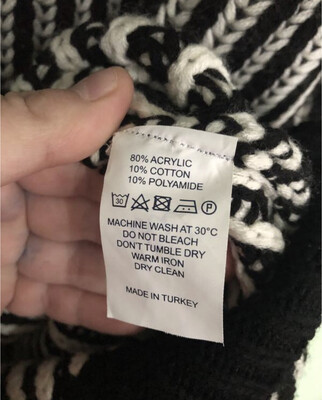 80% ACRYLIC
10% COTTON
10% POLYAMIDE
30 P
MACHINE WASH AT 30°C
DO NOT BLEACH
DON'T TUMBLE DRY
WARM IRON
DRY CLEAN
MADE IN TURKEY